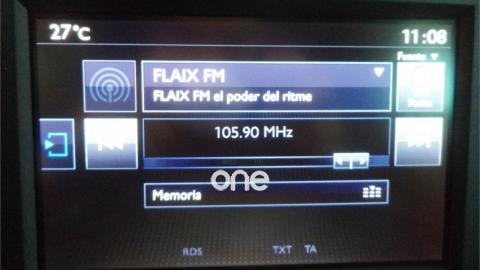 27°C
11:08
Fuente
FLAIX FM
FLAIX FM el poder del ritme
Radio
105.90 MHz
one
Memoria
RDS TXT TA